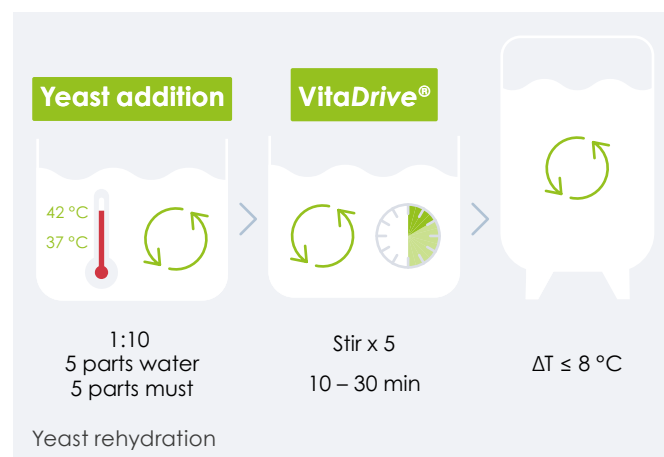 Yeast addition
42 °C
37 °C
1:10
5 parts water
5 parts must
VitaDrive®
Stir x 5
10 – 30 min
ΔT ≤ 8 °C
Yeast rehydration